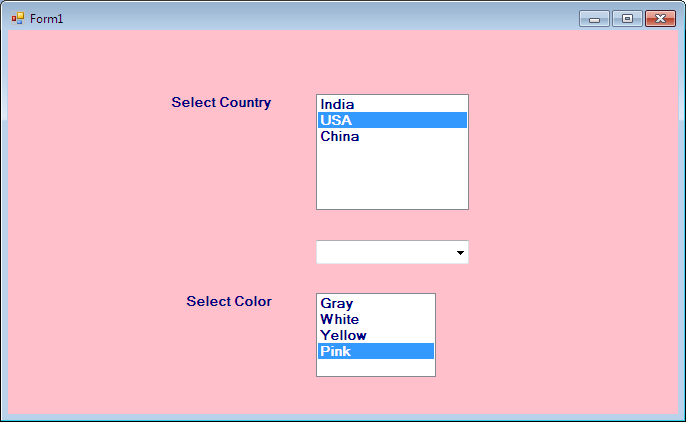 Form1
Select Country
India
USA
China
Select Color
Gray
White
Yellow
Pink